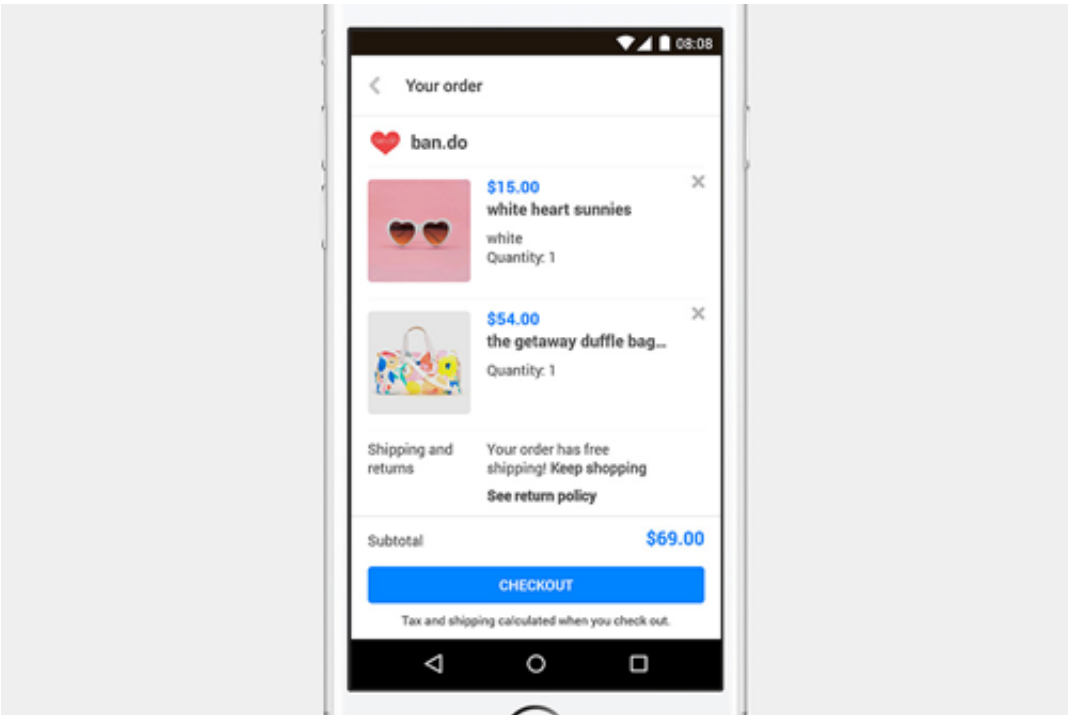 08:08
Your order
ban.do
$15.00
white heart sunnies
white
Quantity: 1
$54.00
the getaway duffle bag...
Quantity: 1
Shipping and
returns
Your order has free
shipping! Keep shopping
See return policy
Subtotal
$69.00
CHECKOUT
Tax and shipping calculated when you check out.